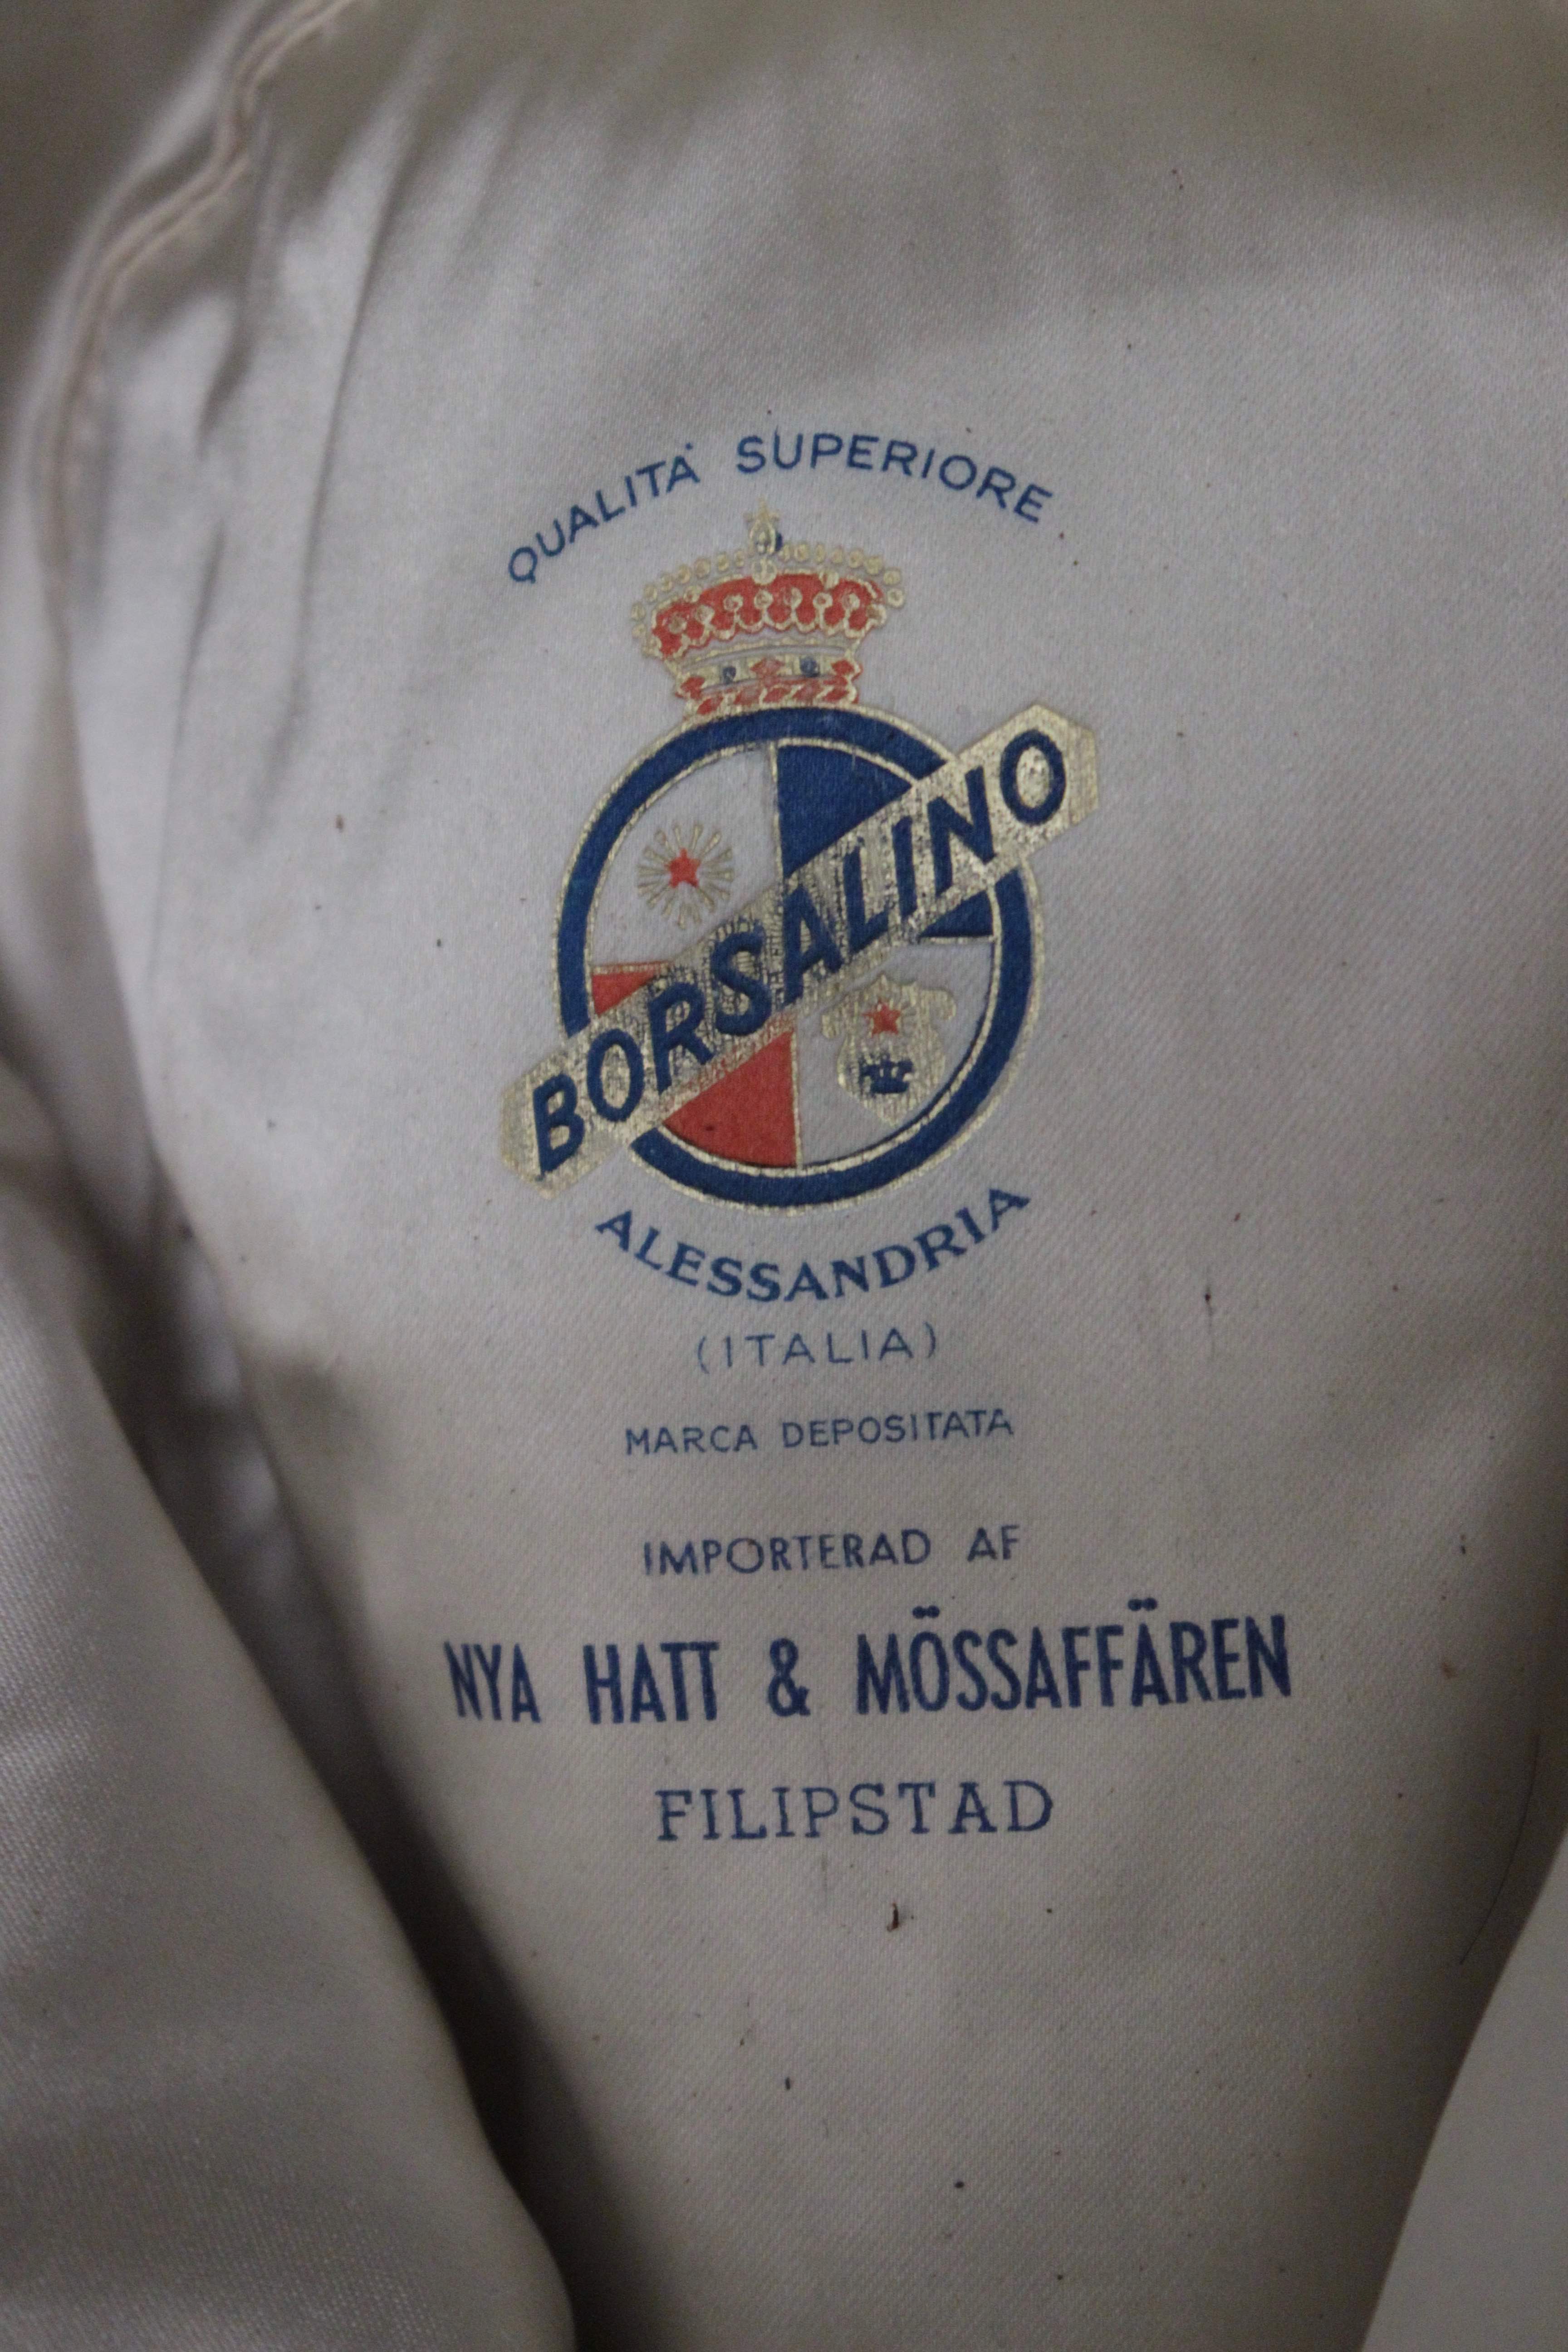 QUALITÀ SUPERIORE
BORSALINO
ALESSANDRIA
(ITALIA)
MARCA DEPOSITATA
IMPORTERAD AF
NYA HATT & MÖSSAFFÄREN
FILIPSTAD